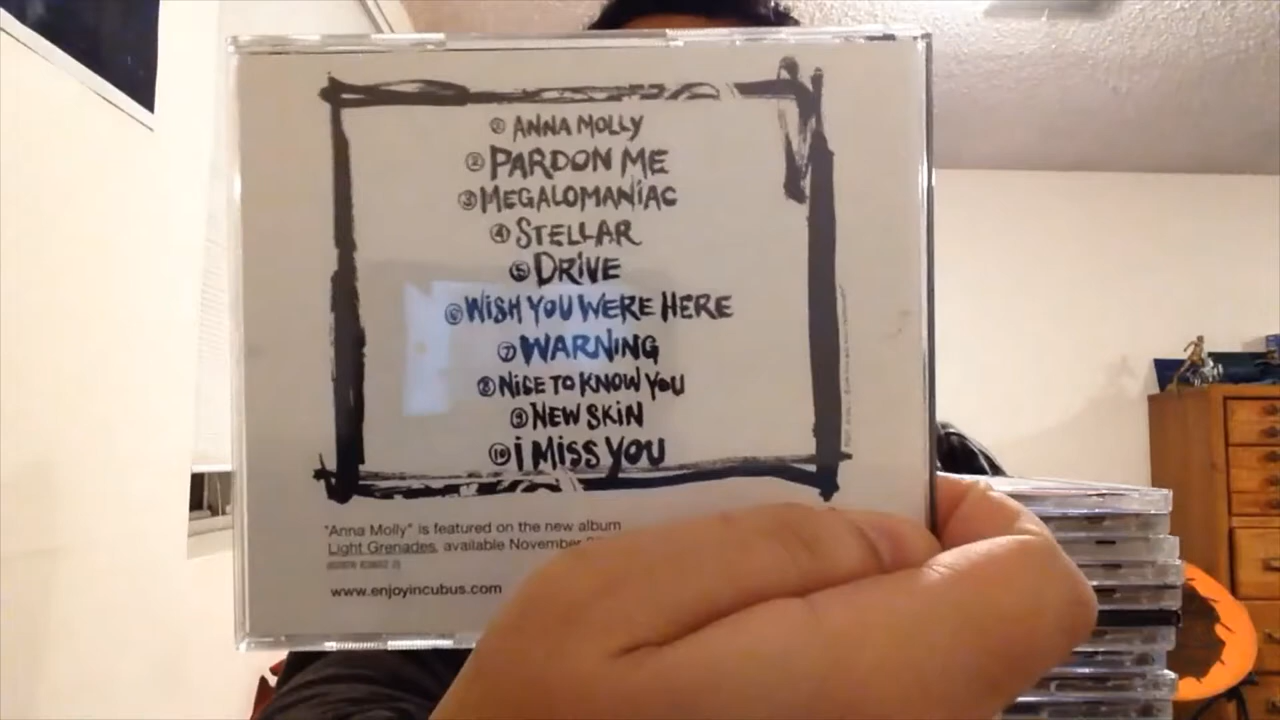 ① ANNA MOLLY
② PARDON ME
③ MEGALOMANiAC
④ STELLAR
⑤ DRiVE
⑥ WiSH YOU WERE HERE
⑦ WARNiNG
⑧ NiCE TO KNOW YOU
⑨ NEW SKiN
⑩ i MiSS YOU
"Anna Molly" is featured on the new album
Light Grenades, available November
www.enjoyincubus.com